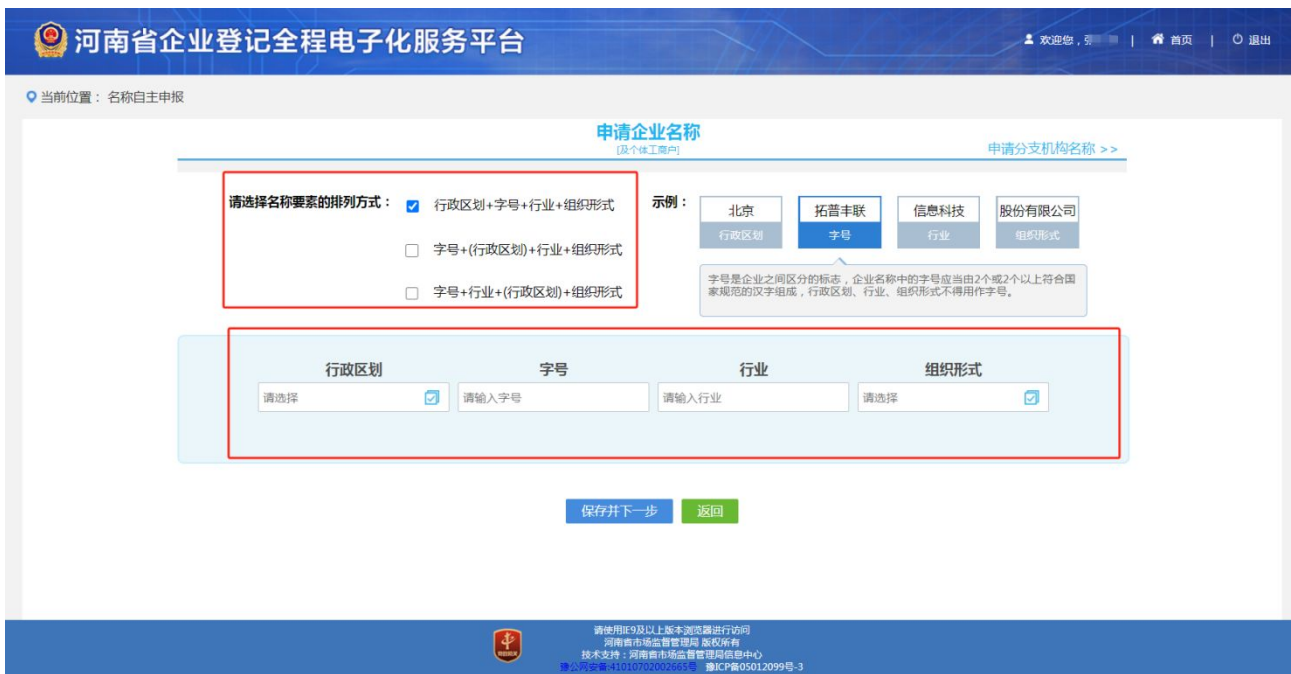 河南省企业登记全程电子化服务平台
欢迎您，张 | 首页 | 退出
当前位置： 名称自主申报
申请企业名称
[及个体工商户]
申请分支机构名称 >>
请选择名称要素的排列方式：
行政区划+字号+行业+组织形式
字号+(行政区划)+行业+组织形式
字号+行业+(行政区划)+组织形式
示例：
北京 拓普丰联 信息科技 股份有限公司
行政区划 字号 行业 组织形式
字号是企业之间区分的标志，企业名称中的字号应当由2个或2个以上符合国
家规范的汉字组成，行政区划、行业、组织形式不得用作字号。
行政区划 字号 行业 组织形式
请选择 请输入字号 请输入行业 请选择
保存并下一步 返回
请使用IE9及以上版本浏览器进行访问
河南省市场监督管理局 版权所有
技术支持：河南省市场监督管理局信息中心
豫公网安备:41010702002665号 豫ICP备05012099号-3